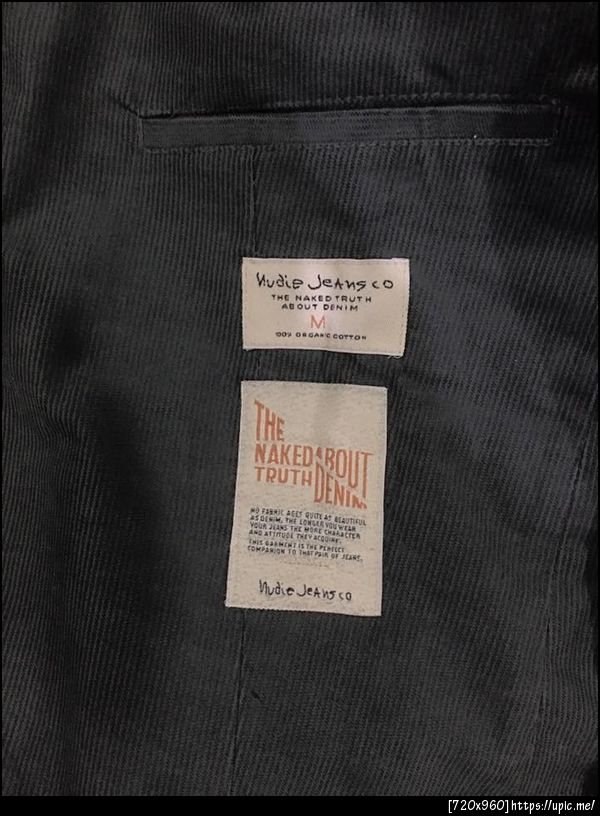 Nudie Jeans co
THE NAKED TRUTH
ABOUT DENIM
M
100% ORGANIC COTTON
THE
NAKED ABOUT
TRUTH DENIM
NO FABRIC AGES QUITE AS BEAUTIFUL
AS DENIM, THE LONGER YOU WEAR
YOUR JEANS THE MORE CHARACTER
AND ATTITUDE THEY ACQUIRE.
THIS GARMENT IS THE PERFECT
COMPANION TO THAT PAIR OF JEANS.
Nudie Jeans co
[720x960]https://upic.me/